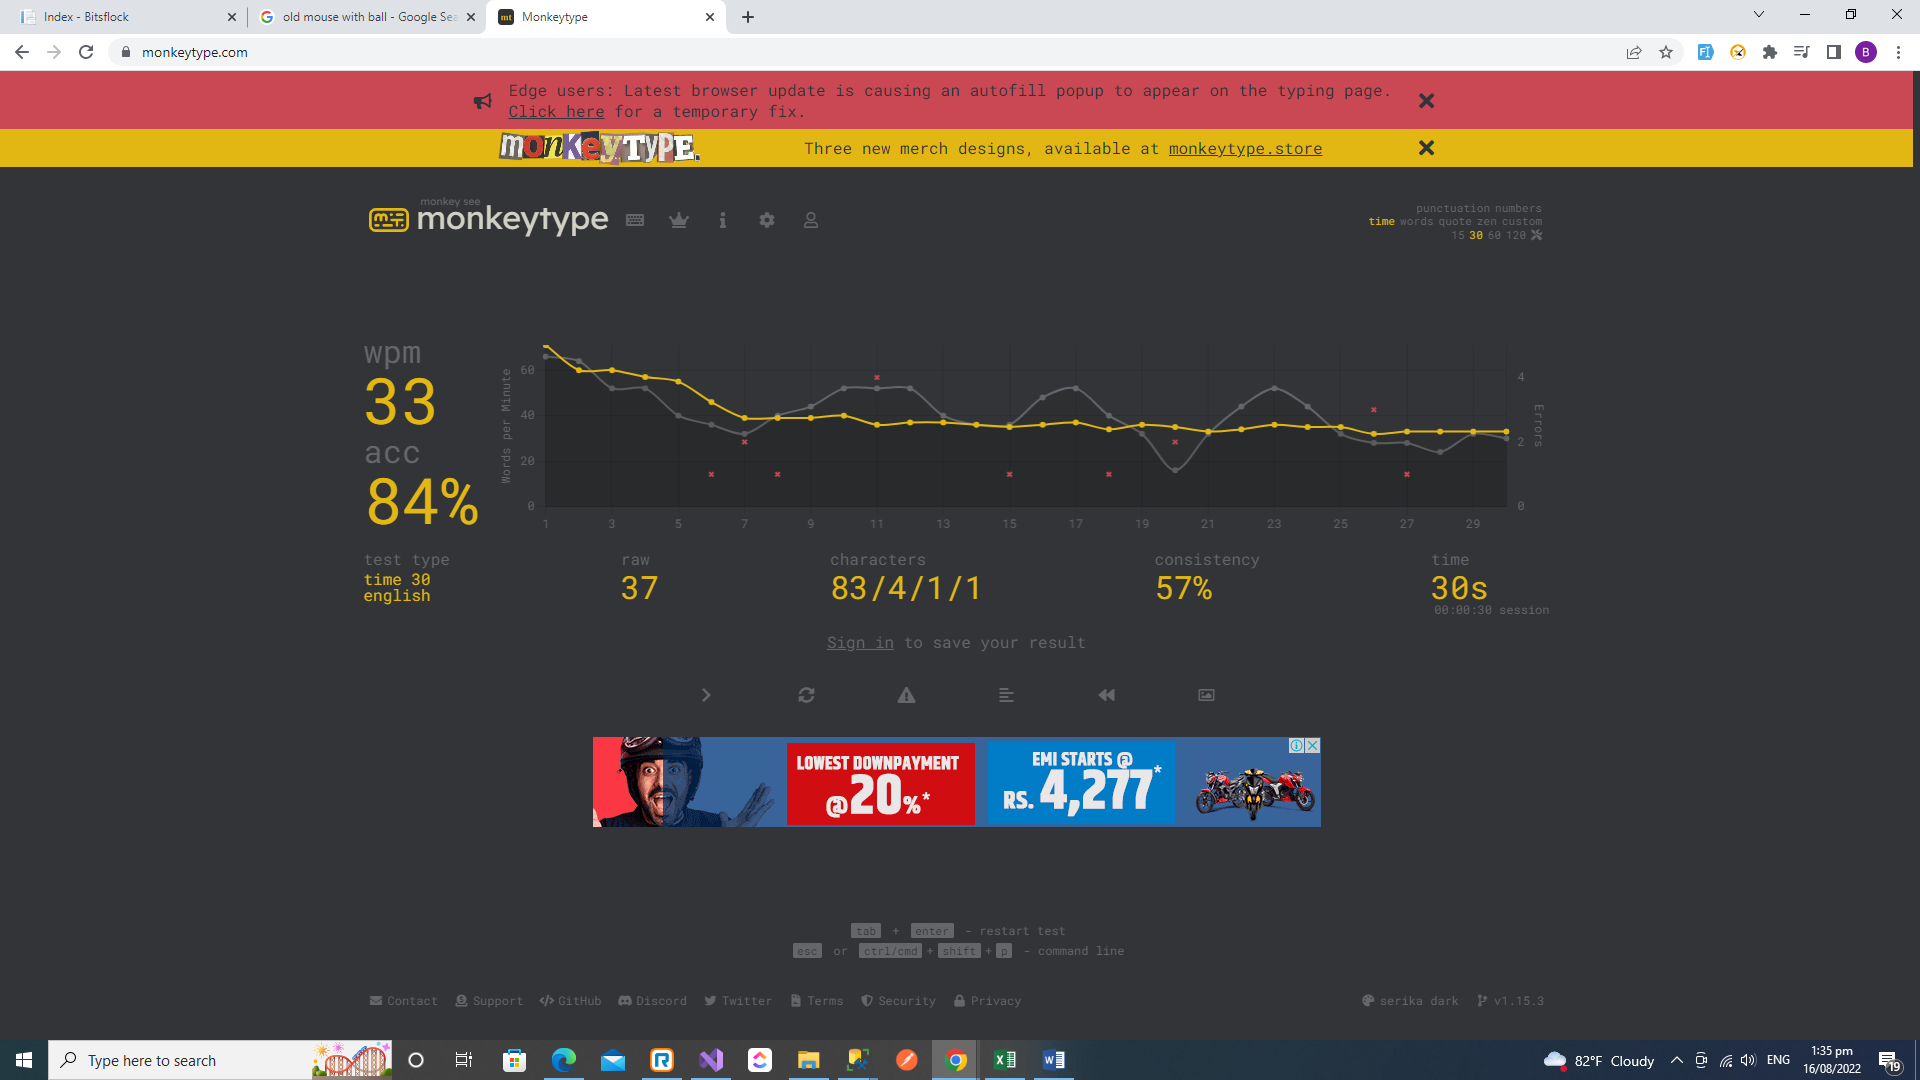 Index - Bitsflock
old mouse with ball - Google Sea
Monkeytype
monkeytype.com
B
Edge users: Latest browser update is causing an autofill popup to appear on the typing page.
Click here for a temporary fix.
monkeyTYPE.
Three new merch designs, available at monkeytype.store
monkey see
monkeytype
punctuation numbers
time words quote zen custom
15 30 60 120
wpm
33
acc
84%
Words per Minute
60
40
20
0
4
2
0
Errors
1 3 5 7 9 11 13 15 17 19 21 23 25 27 29
test type
time 30
english
raw
37
characters
83/4/1/1
consistency
57%
time
30s
00:00:30 session
Sign in to save your result
LOWEST DOWNPAYMENT
@20%*
EMI STARTS @
RS. 4,277*
tab + enter - restart test
esc or ctrl/cmd + shift + p - command line
Contact Support GitHub Discord Twitter Terms Security Privacy
serika dark v1.15.3
Type here to search
82°F Cloudy
ENG
1:35 pm
16/08/2022
19